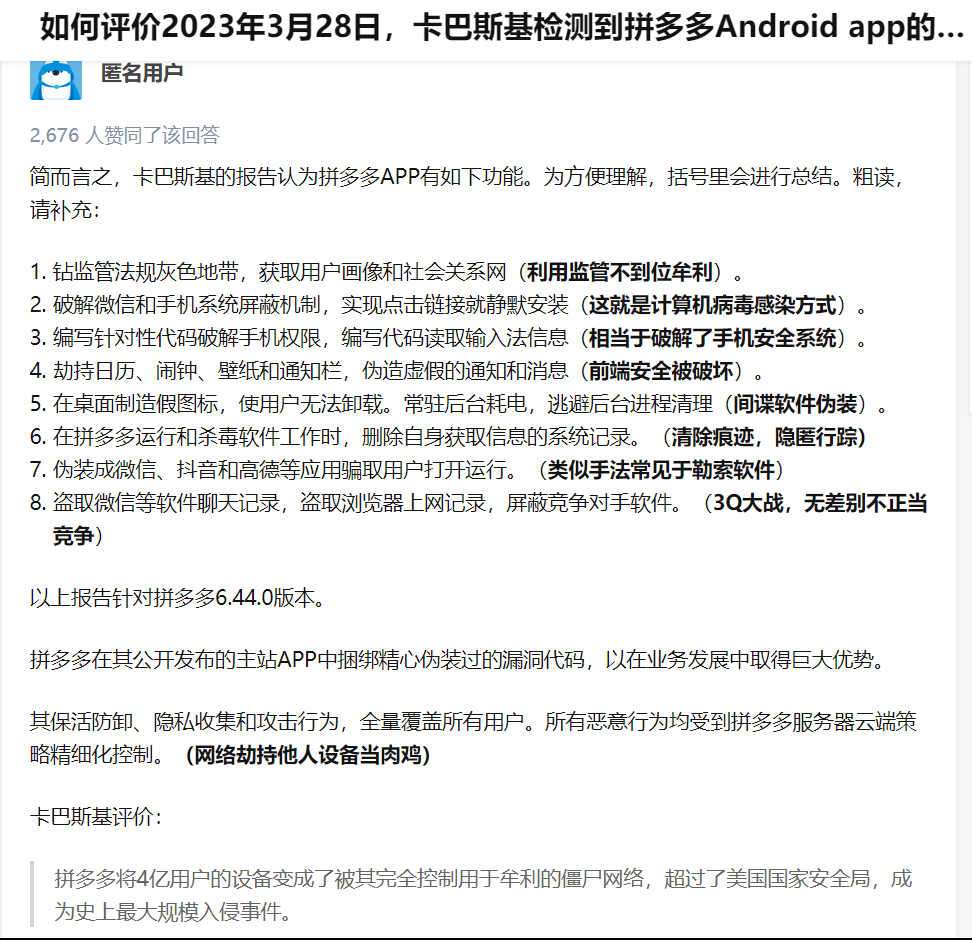 如何评价2023年3月28日，卡巴斯基检测到拼多多Android app的...
匿名用户
2,676 人赞同了该回答
简而言之，卡巴斯基的报告认为拼多多APP有如下功能。为方便理解，括号里会进行总结。粗读，
请补充：
1. 钻监管法规灰色地带，获取用户画像和社会关系网（利用监管不到位牟利）。
2. 破解微信和手机系统屏蔽机制，实现点击链接就静默安装（这就是计算机病毒感染方式）。
3. 编写针对性代码破解手机权限，编写代码读取输入法信息（相当于破解了手机安全系统）。
4. 劫持日历、闹钟、壁纸和通知栏，伪造虚假的通知和消息（前端安全被破坏）。
5. 在桌面制造假图标，使用户无法卸载。常驻后台耗电，逃避后台进程清理（间谍软件伪装）。
6. 在拼多多运行和杀毒软件工作时，删除自身获取信息的系统记录。（清除痕迹，隐匿行踪）
7. 伪装成微信、抖音和高德等应用骗取用户打开运行。（类似手法常见于勒索软件）
8. 盗取微信等软件聊天记录，盗取浏览器上网记录，屏蔽竞争对手软件。（3Q大战，无差别不正当
竞争）
以上报告针对拼多多6.44.0版本。
拼多多在其公开发布的主站APP中捆绑精心伪装过的漏洞代码，以在业务发展中取得巨大优势。
其保活防卸、隐私收集和攻击行为，全量覆盖所有用户。所有恶意行为均受到拼多多服务器云端策
略精细化控制。（网络劫持他人设备当肉鸡）
卡巴斯基评价：
拼多多将4亿用户的设备变成了被其完全控制用于牟利的僵尸网络，超过了美国国家安全局，成
为史上最大规模入侵事件。